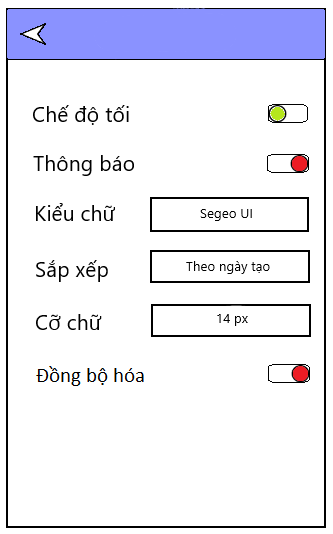 Chế độ tối
Thông báo
Kiểu chữ
Segeo UI
Sắp xếp
Theo ngày tạo
Cỡ chữ
14 px
Đồng bộ hóa